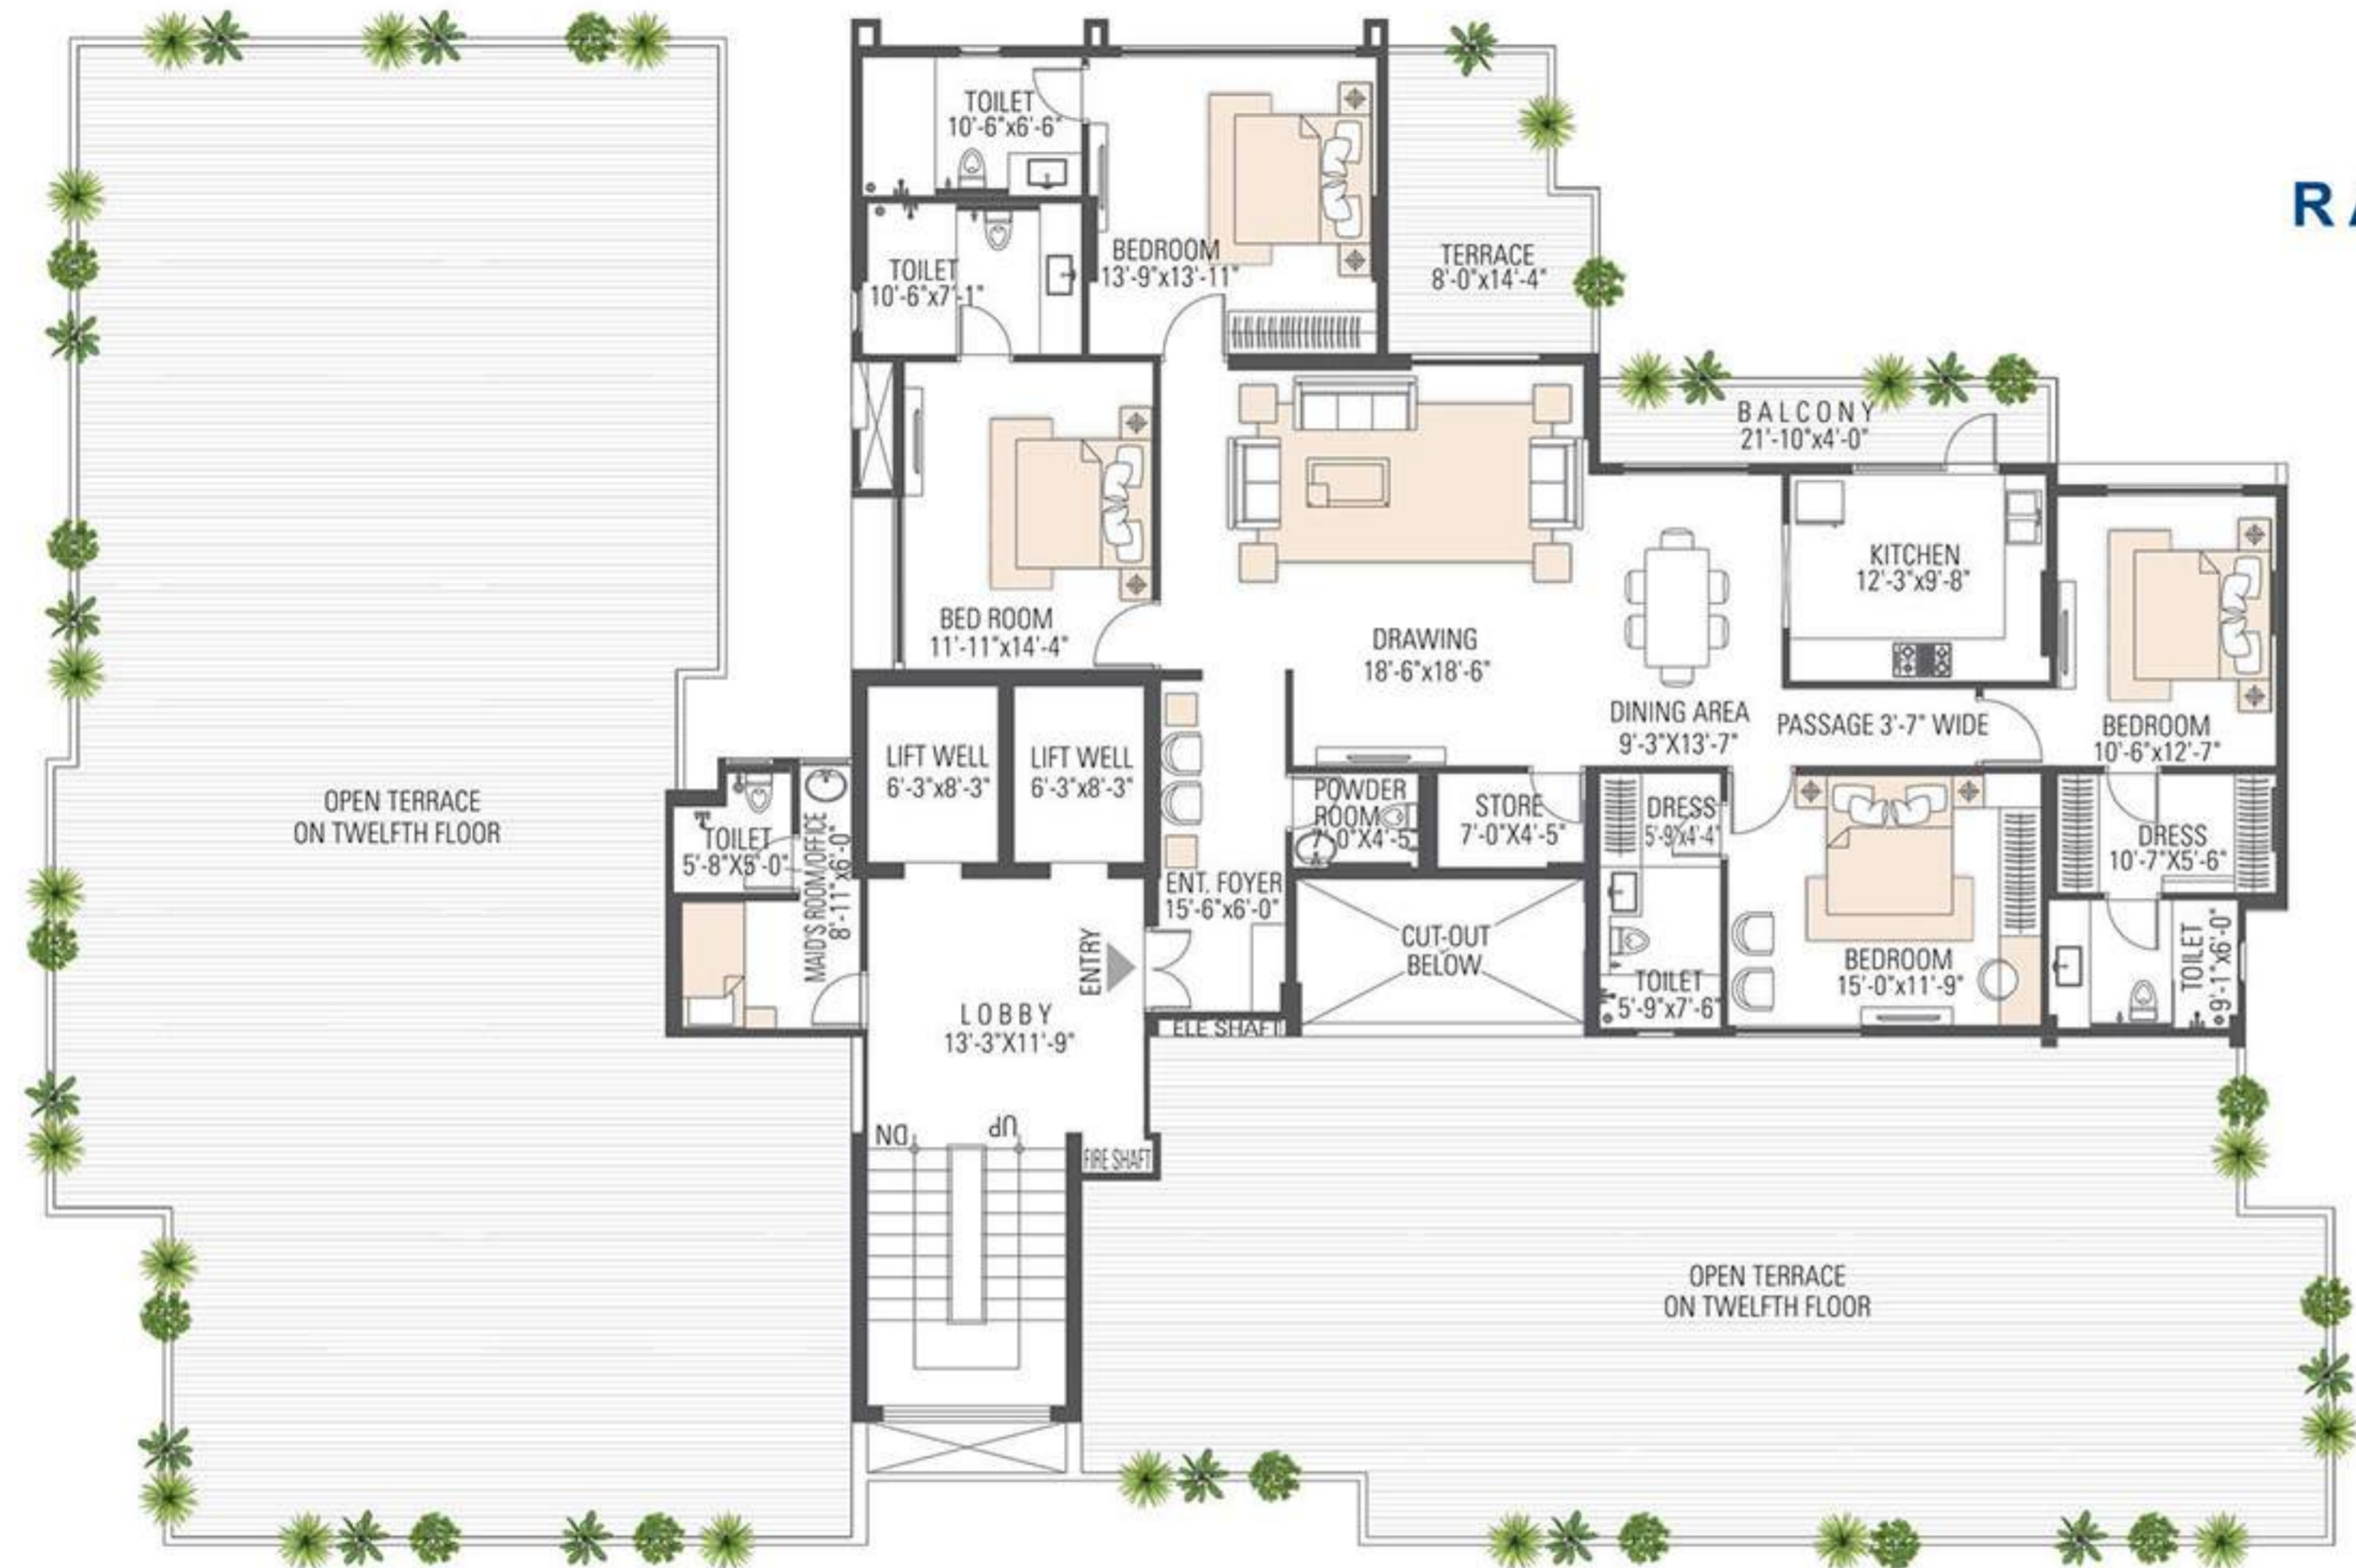 TOILET
10'-6"x6'-6"
RA
BEDROOM
13'-9"x13'-11"
TERRACE
8'-0"x14'-4"
TOILET
10'-6"x7'-1"
BALCONY
21'-10"x4'-0"
KITCHEN
12'-3"x9'-8"
BED ROOM
11'-11"x14'-4"
DRAWING
18'-6"x18'-6"
DINING AREA
9'-3"X13'-7"
PASSAGE 3'-7" WIDE
BEDROOM
10'-6"x12'-7"
LIFT WELL
6'-3"x8'-3"
LIFT WELL
6'-3"x8'-3"
OPEN TERRACE
ON TWELFTH FLOOR
TOILET
5'-8"X5'-0"
MAID'S ROOM/OFFICE
8'-11"x6'-0"
POWDER
ROOM
7'-0"X4'-5"
STORE
7'-0"X4'-5"
DRESS
5'-9"x4'-4"
DRESS
10'-7"X5'-6"
ENT. FOYER
15'-6"x6'-0"
ENTRY
CUT-OUT
BELOW
BEDROOM
15'-0"x11'-9"
TOILET
5'-9"x7'-6"
TOILET
9'-1"x6'-0"
LOBBY
13'-3"X11'-9"
ELE SHAFT
DN
UP
FIRE SHAFT
OPEN TERRACE
ON TWELFTH FLOOR